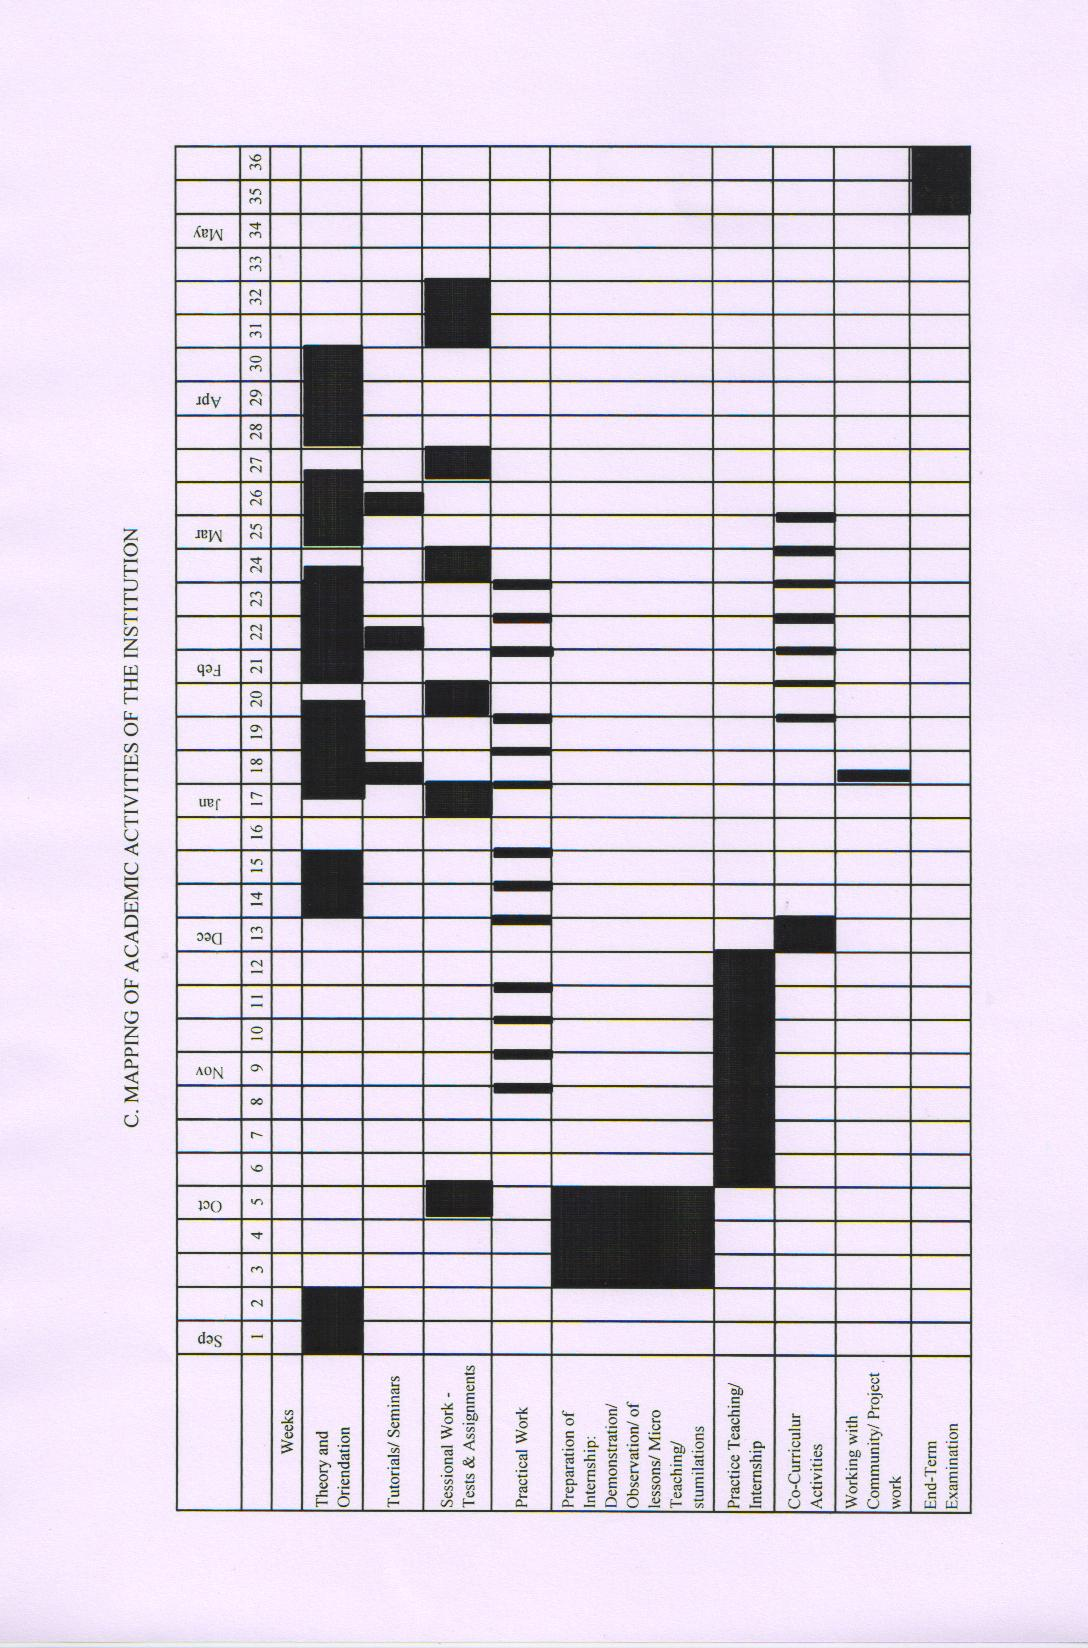 C. MAPPING OF ACADEMIC ACTIVITIES OF THE INSTITUTION
Sep Oct Nov Dec Jan Feb Mar Apr May
1 2 3 4 5 6 7 8 9 10 11 12 13 14 15 16 17 18 19 20 21 22 23 24 25 26 27 28 29 30 31 32 33 34 35 36
Weeks
Theory and
Oriendation
Tutorials/ Seminars
Sessional Work -
Tests & Assignments
Practical Work
Preparation of
Internship:
Demonstration/
Observation/ of
lessons/ Micro
Teaching/
stumilations
Practice Teaching/
Internship
Co-Curriculur
Activities
Working with
Community/ Project
work
End-Term
Examination